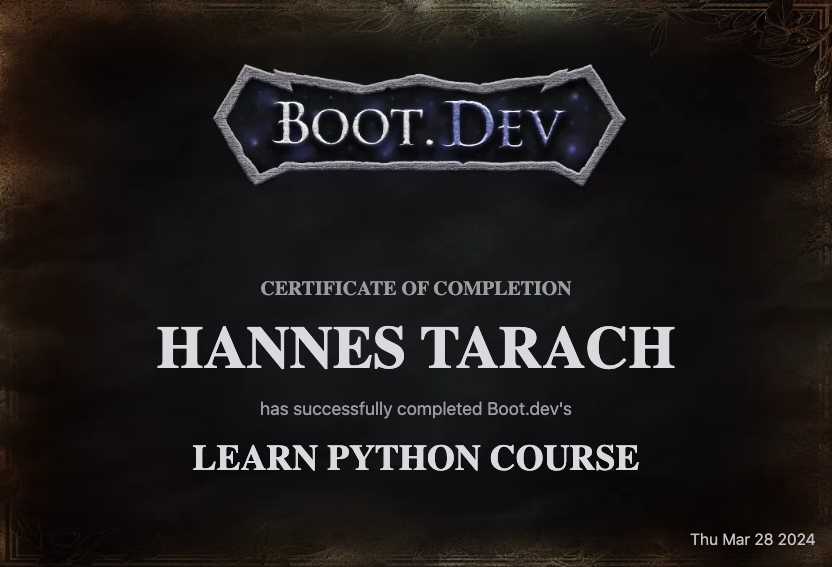 BOOT.DEV
CERTIFICATE OF COMPLETION
HANNES TARACH
has successfully completed Boot.dev's
LEARN PYTHON COURSE
Thu Mar 28 2024